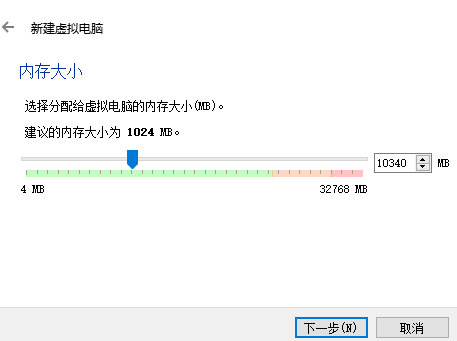 新建虚拟电脑
内存大小
选择分配给虚拟电脑的内存大小(MB)。
建议的内存大小为 1024 MB。
10340 MB
4 MB 32768 MB
下一步(N) 取消